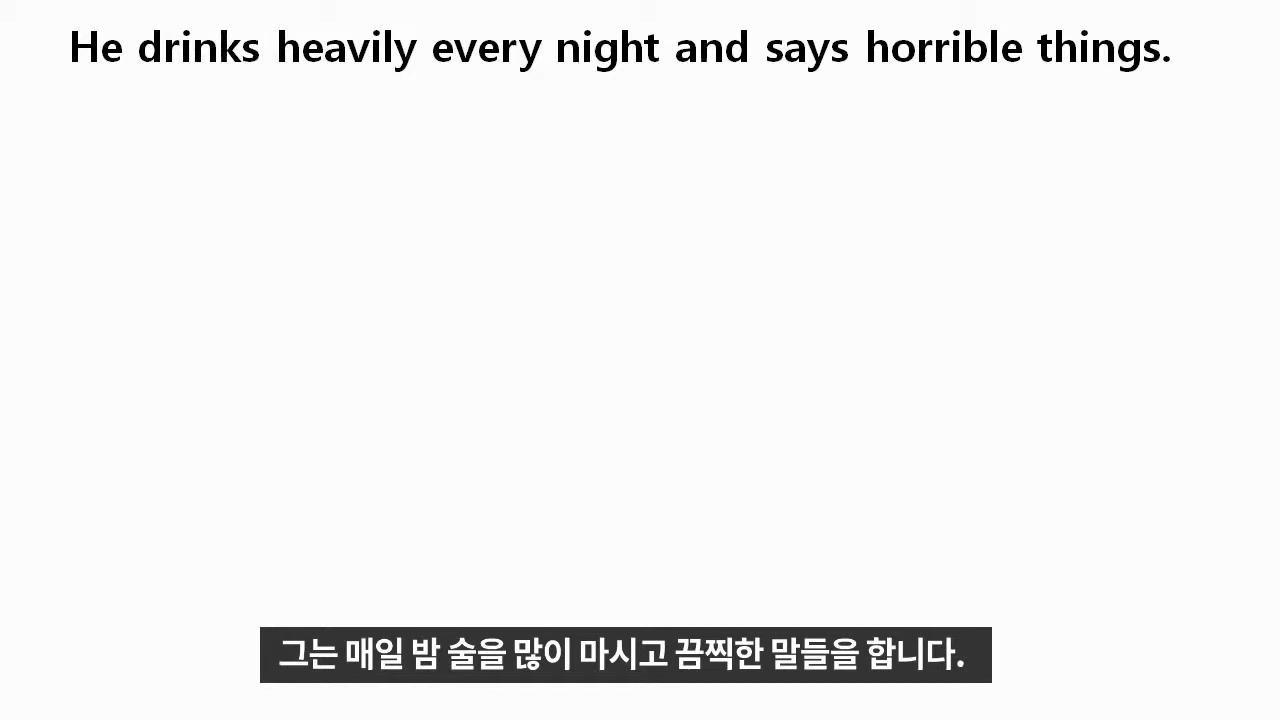 He drinks heavily every night and says horrible things.
그는 매일 밤 술을 많이 마시고 끔찍한 말들을 합니다.